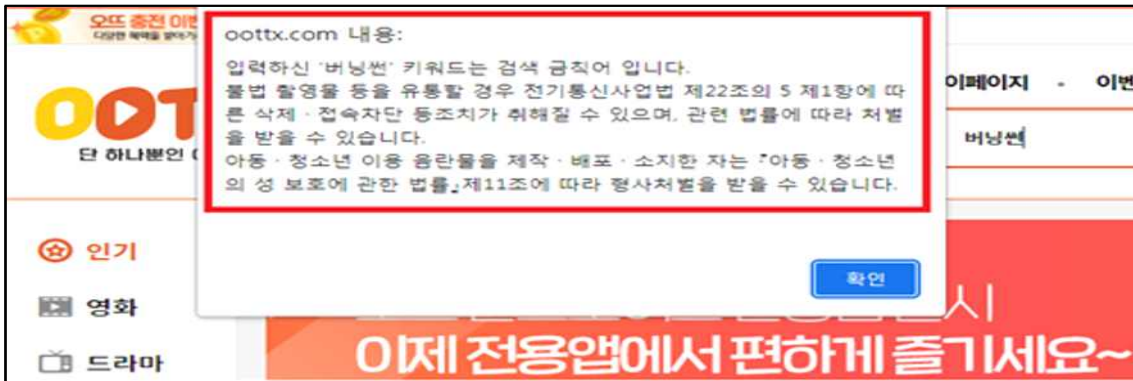 오뜨 충전 이벤
다양한 혜택을 받아가
oottx.com 내용:
입력하신 '버닝썬' 키워드는 검색 금칙어 입니다.
불법 촬영물 등을 유통할 경우 전기통신사업법 제22조의 5 제1항에 따
른 삭제 · 접속차단 등조치가 취해질 수 있으며, 관련 법률에 따라 처벌
을 받을 수 있습니다.
아동 · 청소년 이용 음란물을 제작 · 배포 · 소지한 자는 『아동 · 청소년
의 성 보호에 관한 법률』제11조에 따라 형사처벌을 받을 수 있습니다.
확인
OOT
단 하나뿐인
이페이지 - 이벤
버닝썬
인기
영화
드라마
이제 전용앱에서 편하게 즐기세요~